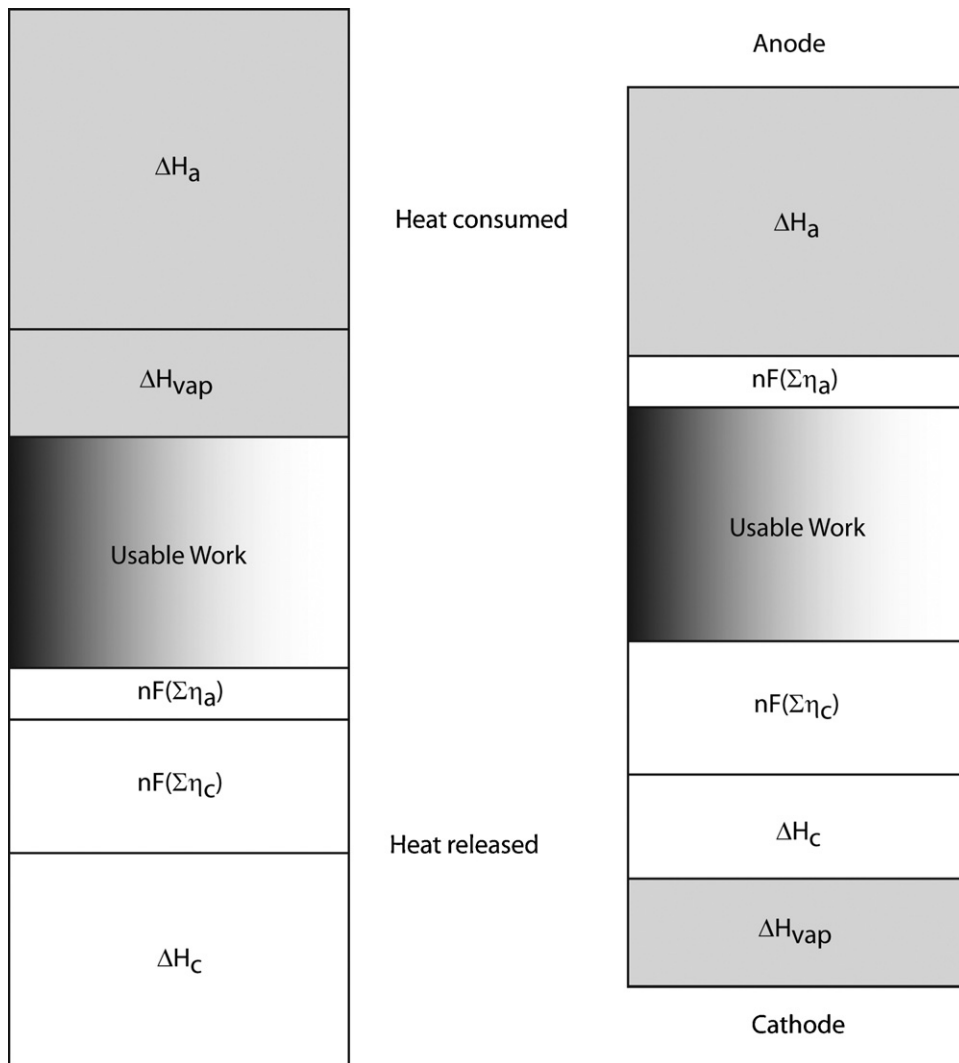 ΔHa
ΔHvap
Usable Work
nF(Σηa)
nF(Σηc)
ΔHc
Heat consumed
Heat released
Anode
ΔHa
nF(Σηa)
Usable Work
nF(Σηc)
ΔHc
ΔHvap
Cathode